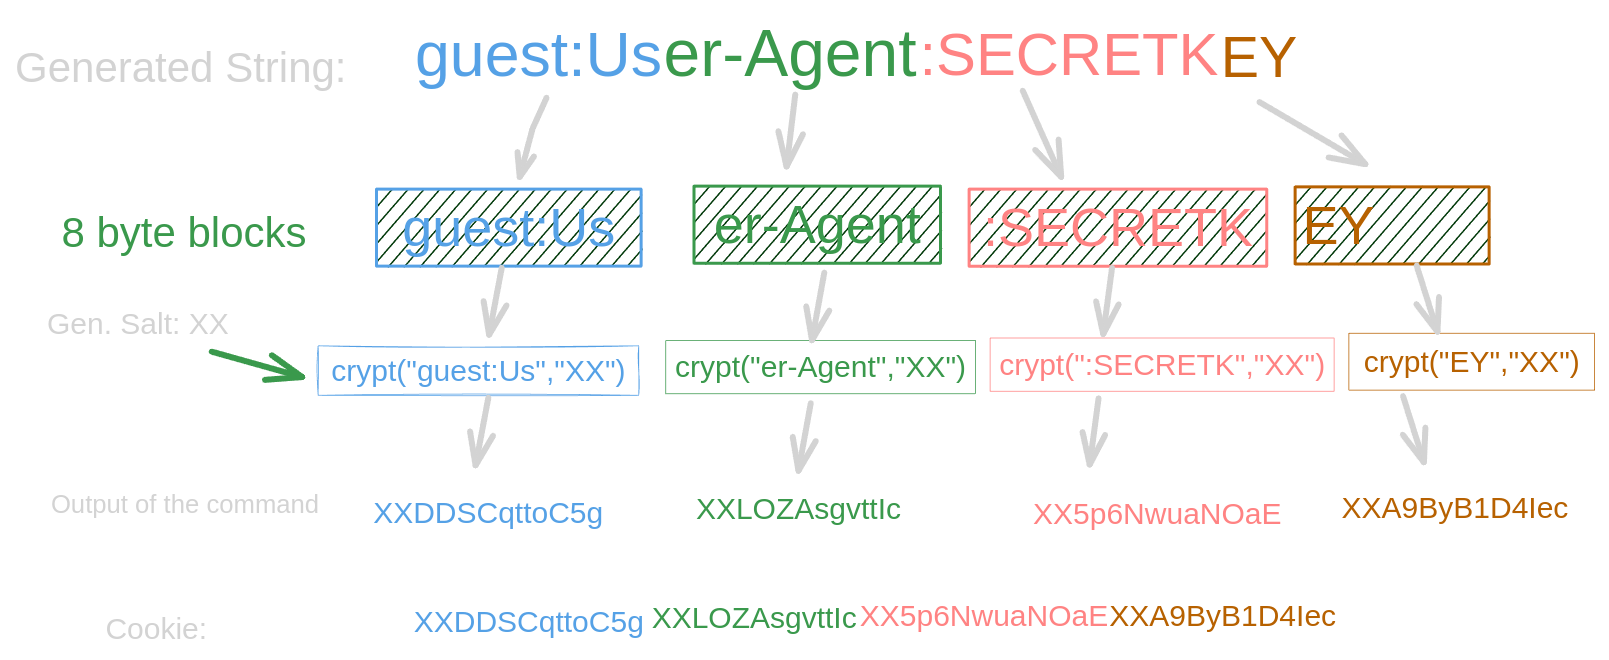 Generated String: guest:User-Agent:SECRETKEY
8 byte blocks guest:Us er-Agent :SECRETK EY
Gen. Salt: XX
crypt("guest:Us","XX") crypt("er-Agent","XX") crypt(":SECRETK","XX") crypt("EY","XX")
Output of the command XXDDSCqttoC5g XXLOZAsgvttIc XX5p6NwuaNOaE XXA9ByB1D4Iec
Cookie: XXDDSCqttoC5g XXLOZAsgvttIcXX5p6NwuaNOaEXXA9ByB1D4Iec